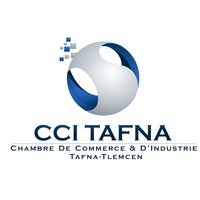 CCI TAFNA
Chambre De Commerce & D'Industrie
Tafna-Tlemcen